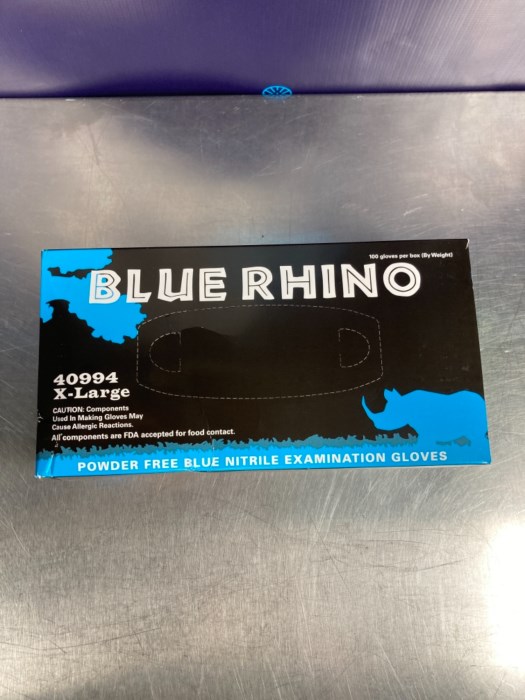 100 gloves per box (By Weight)
BLUE RHINO
40994
X-Large
CAUTION: Components
Used In Making Gloves May
Cause Allergic Reactions.
All components are FDA accepted for food contact.
POWDER FREE BLUE NITRILE EXAMINATION GLOVES